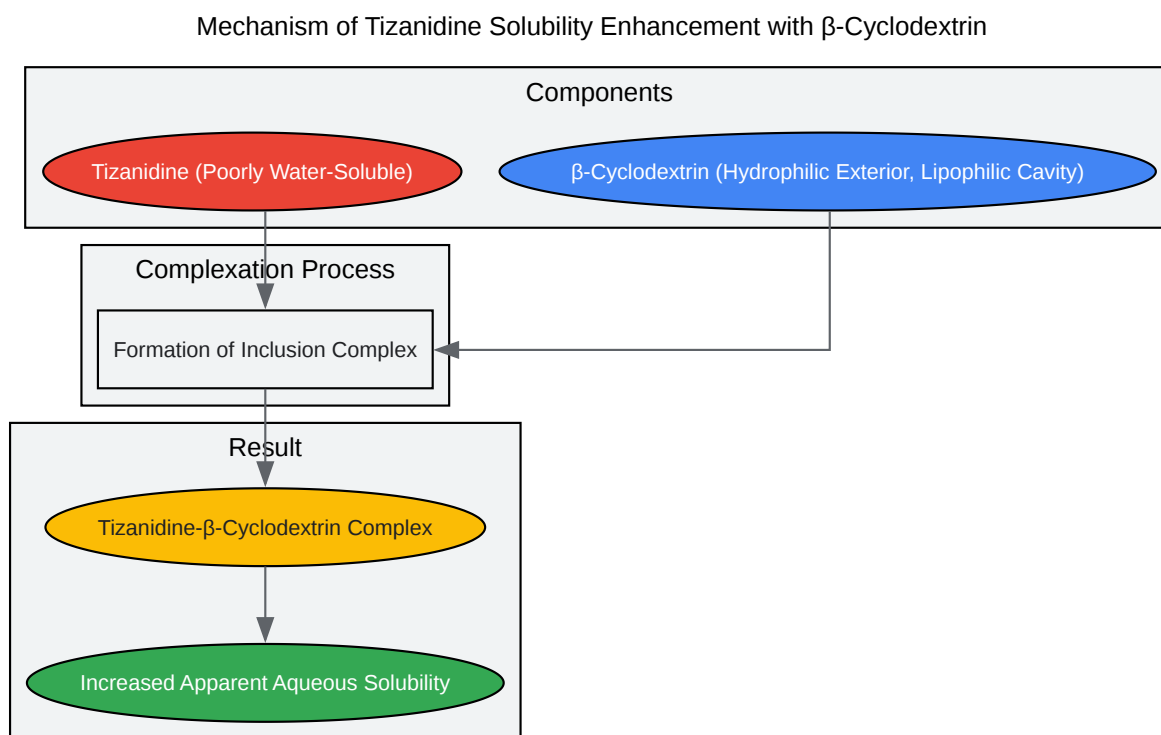 Mechanism of Tizanidine Solubility Enhancement with β-Cyclodextrin
Components
Tizanidine (Poorly Water-Soluble)
β-Cyclodextrin (Hydrophilic Exterior, Lipophilic Cavity)
Complexation Process
Formation of Inclusion Complex
Result
Tizanidine-β-Cyclodextrin Complex
Increased Apparent Aqueous Solubility